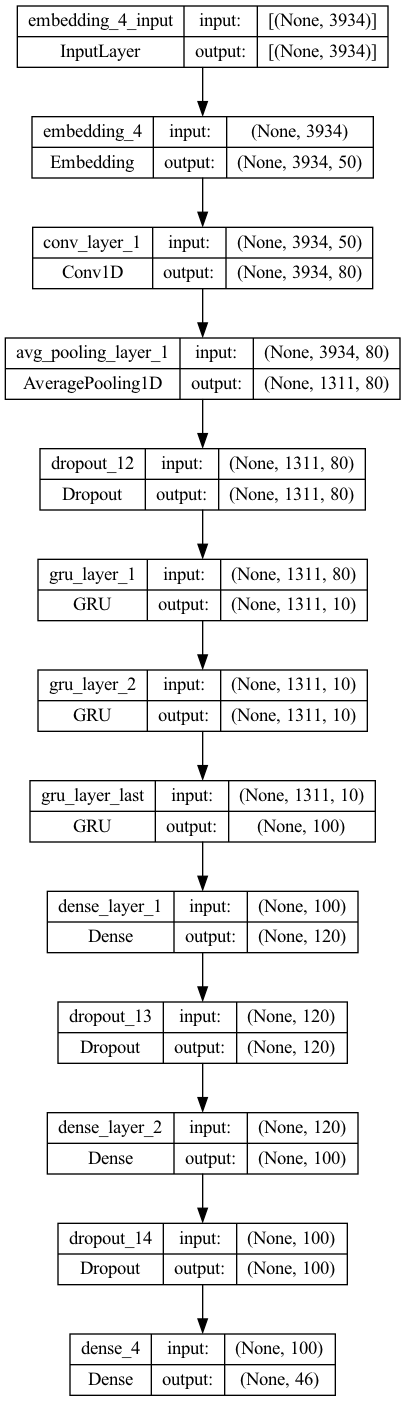 embedding_4_input input: [(None, 3934)]
InputLayer output: [(None, 3934)]
embedding_4 input: (None, 3934)
Embedding output: (None, 3934, 50)
conv_layer_1 input: (None, 3934, 50)
Conv1D output: (None, 3934, 80)
avg_pooling_layer_1 input: (None, 3934, 80)
AveragePooling1D output: (None, 1311, 80)
dropout_12 input: (None, 1311, 80)
Dropout output: (None, 1311, 80)
gru_layer_1 input: (None, 1311, 80)
GRU output: (None, 1311, 10)
gru_layer_2 input: (None, 1311, 10)
GRU output: (None, 1311, 10)
gru_layer_last input: (None, 1311, 10)
GRU output: (None, 100)
dense_layer_1 input: (None, 100)
Dense output: (None, 120)
dropout_13 input: (None, 120)
Dropout output: (None, 120)
dense_layer_2 input: (None, 120)
Dense output: (None, 100)
dropout_14 input: (None, 100)
Dropout output: (None, 100)
dense_4 input: (None, 100)
Dense output: (None, 46)